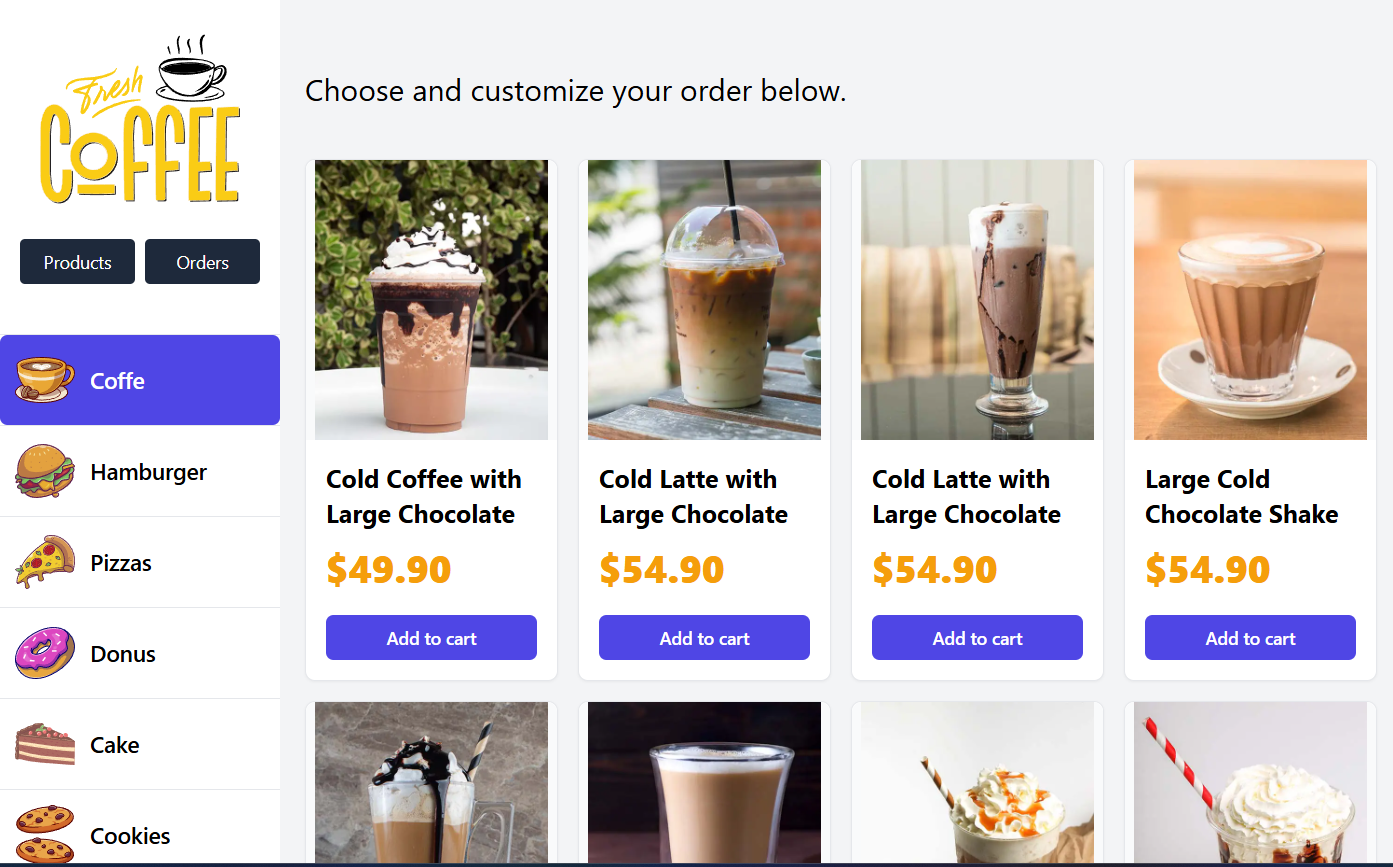 Fresh
COFFEE
Products
Orders
Coffe
Hamburger
Pizzas
Donus
Cake
Cookies
Choose and customize your order below.
Cold Coffee with
Large Chocolate
$49.90
Add to cart
Cold Latte with
Large Chocolate
$54.90
Add to cart
Cold Latte with
Large Chocolate
$54.90
Add to cart
Large Cold
Chocolate Shake
$54.90
Add to cart